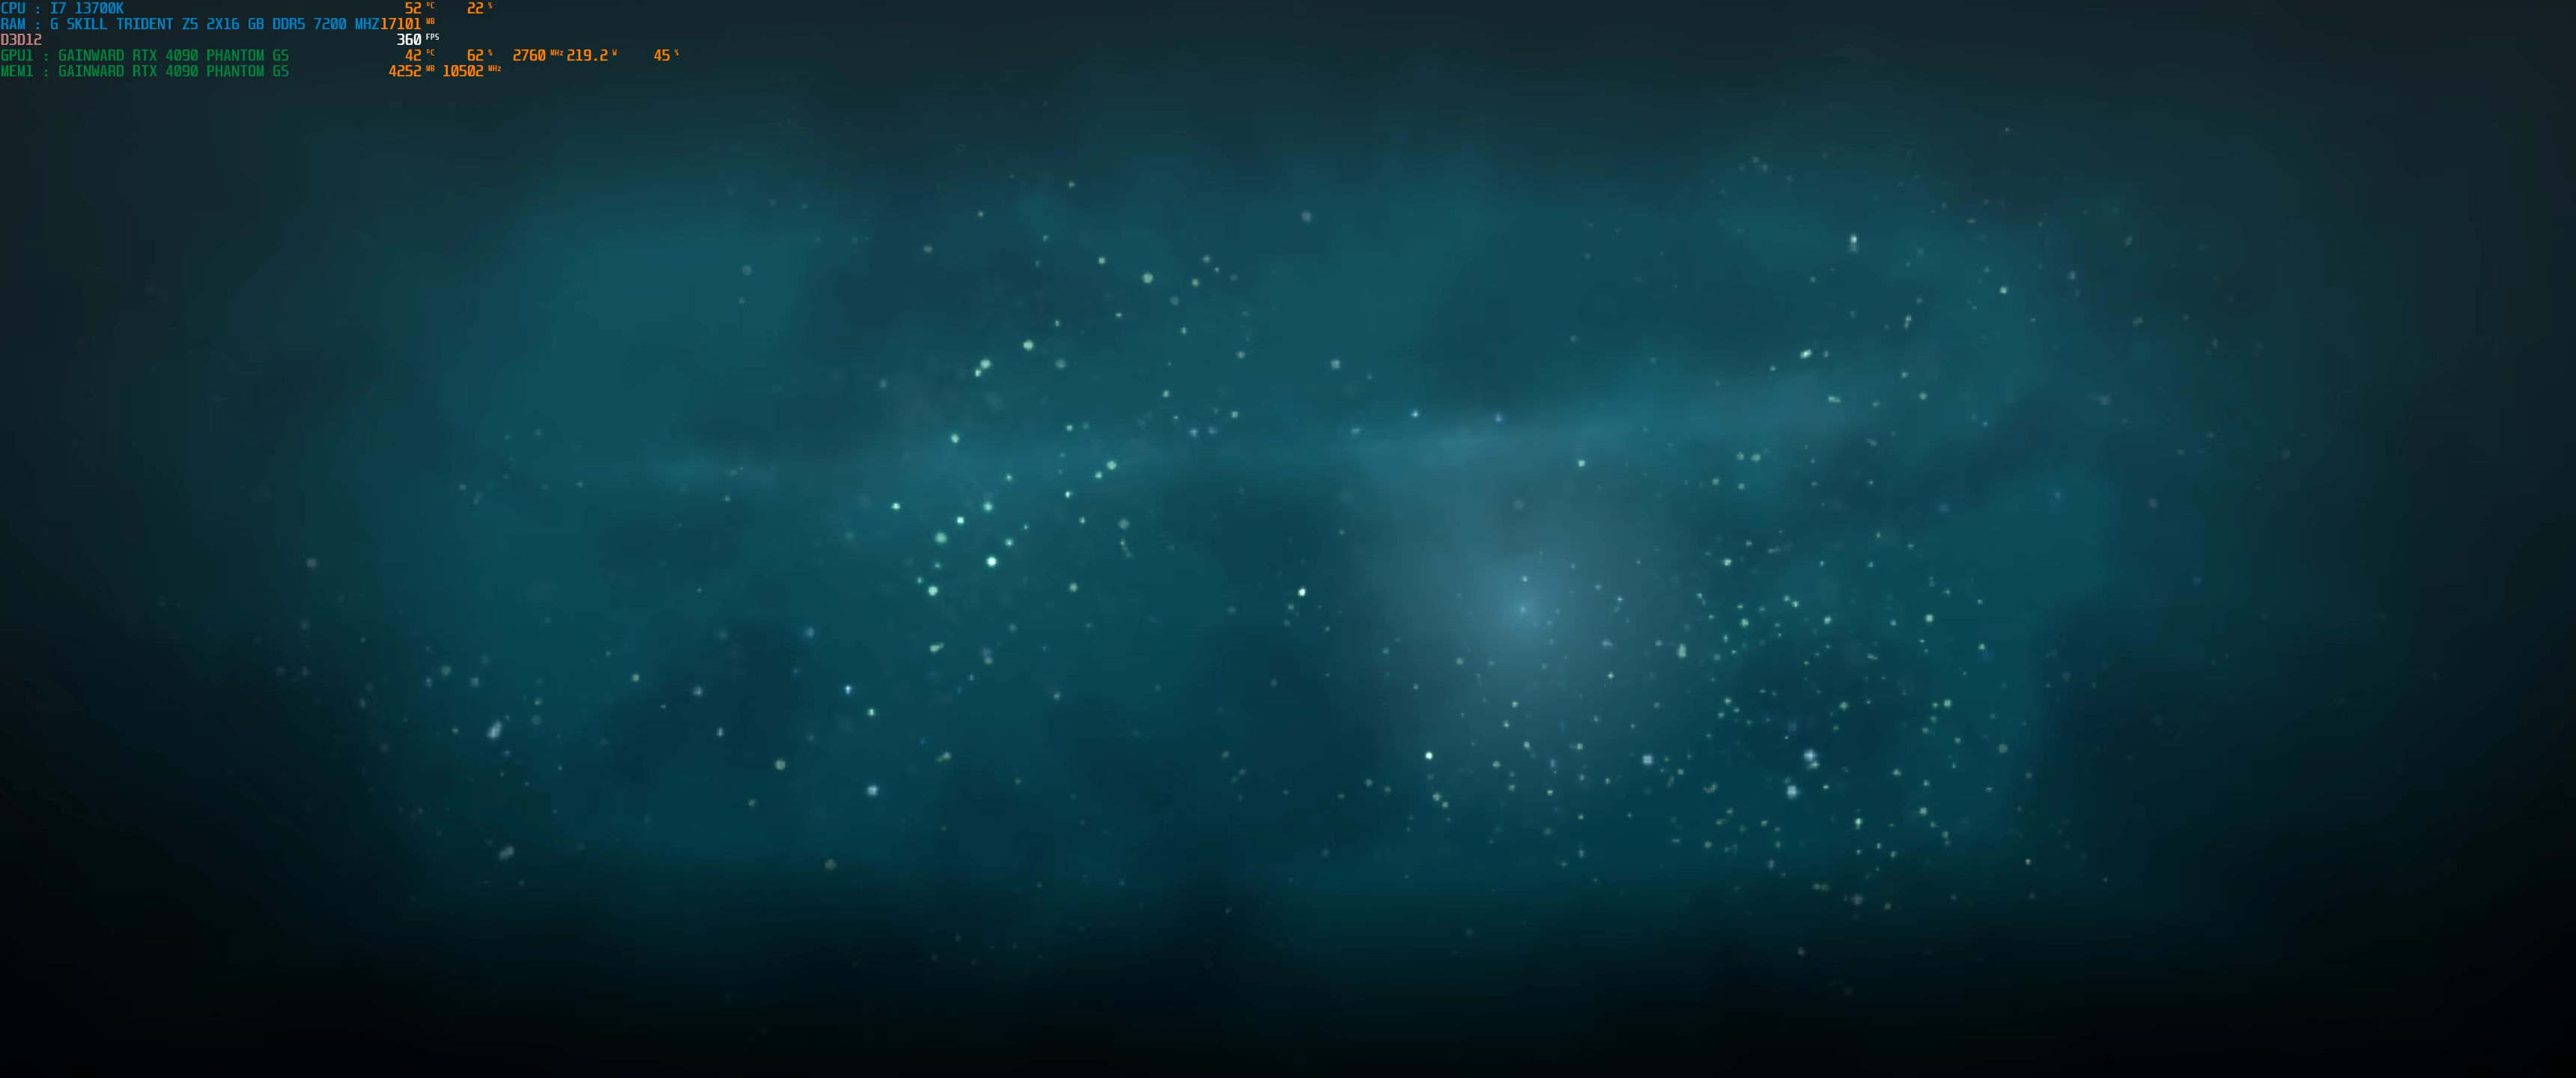 CPU : I7 13700K 52 °C 22 %
RAM : G SKILL TRIDENT Z5 2X16 GB DDR5 7200 MHZ17101 MB
D3D12 360 FPS
GPU1 : GAINWARD RTX 4090 PHANTOM GS 42 °C 62 % 2760 MHz 219.2 W 45 %
MEM1 : GAINWARD RTX 4090 PHANTOM GS 4252 MB 10502 MHz